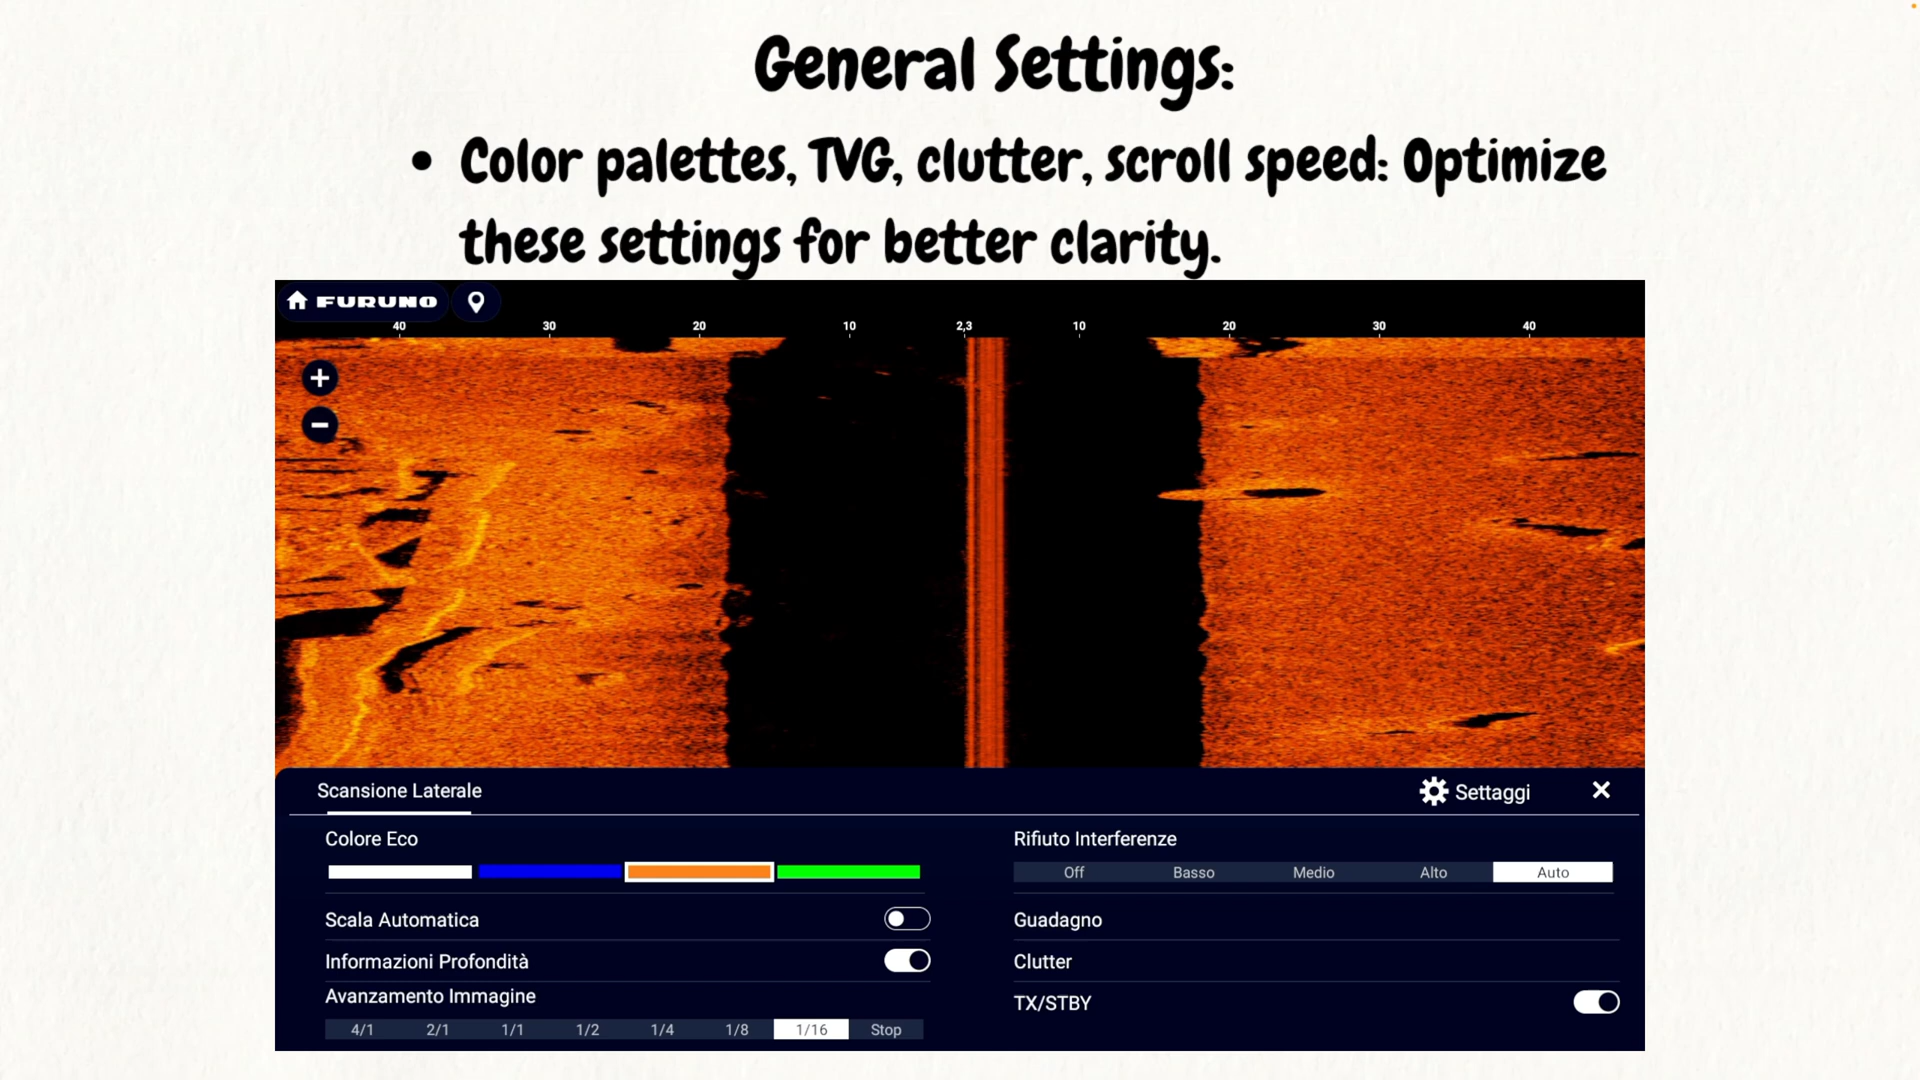 General Settings:
• Color palettes, TVG, clutter, scroll speed: Optimize
these settings for better clarity.
FURUNO
40 30 20 10 2,3 10 20 30 40
+
−
Scansione Laterale Settaggi ×
Colore Eco Rifiuto Interferenze
Off Basso Medio Alto Auto
Scala Automatica Guadagno
Informazioni Profondità Clutter
Avanzamento Immagine TX/STBY
4/1 2/1 1/1 1/2 1/4 1/8 1/16 Stop